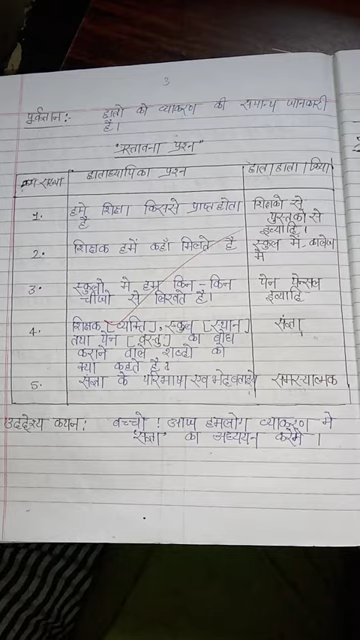 3
पुर्वज्ञान:- छात्रो को व्याकरण की सामान्य जानकारी
है।
"प्रस्तावना प्रश्न"
क्रम संख्या छात्राध्यापिका प्रश्न छात्र/छात्रा क्रिया
1. हमे शिक्षा किससे प्राप्त होता है शिक्षको से पुस्तको से इत्यादि।
2. शिक्षक हमें कहाँ मिलते हैं स्कुल में, कालेज में
3. स्कुलो मे हम किन-किन चीजो से लिखते है। पेन पेन्सिल इत्यादि
4. शिक्षक [व्यक्ति], स्कुल [स्थान] तथा पेन [वस्तु] का बोध कराने वाले शब्दो को क्या कहते है? संज्ञा
5. संज्ञा के परिभाषा एवं भेद बताइये समस्यात्मक
उद्देश्य कथन:- बच्चो! आज हमलोग व्याकरण मे
'संज्ञा' का अध्ययन करेगे।